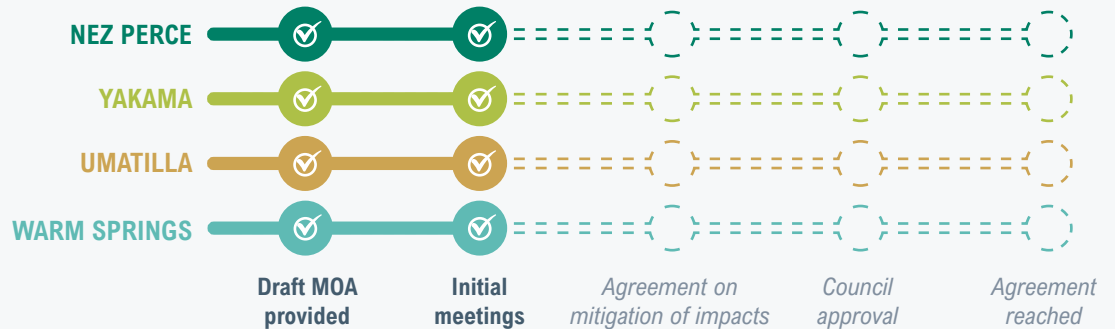 NEZ PERCE
YAKAMA
UMATILLA
WARM SPRINGS
Draft MOA
provided
Initial
meetings
Agreement on
mitigation of impacts
Council
approval
Agreement
reached